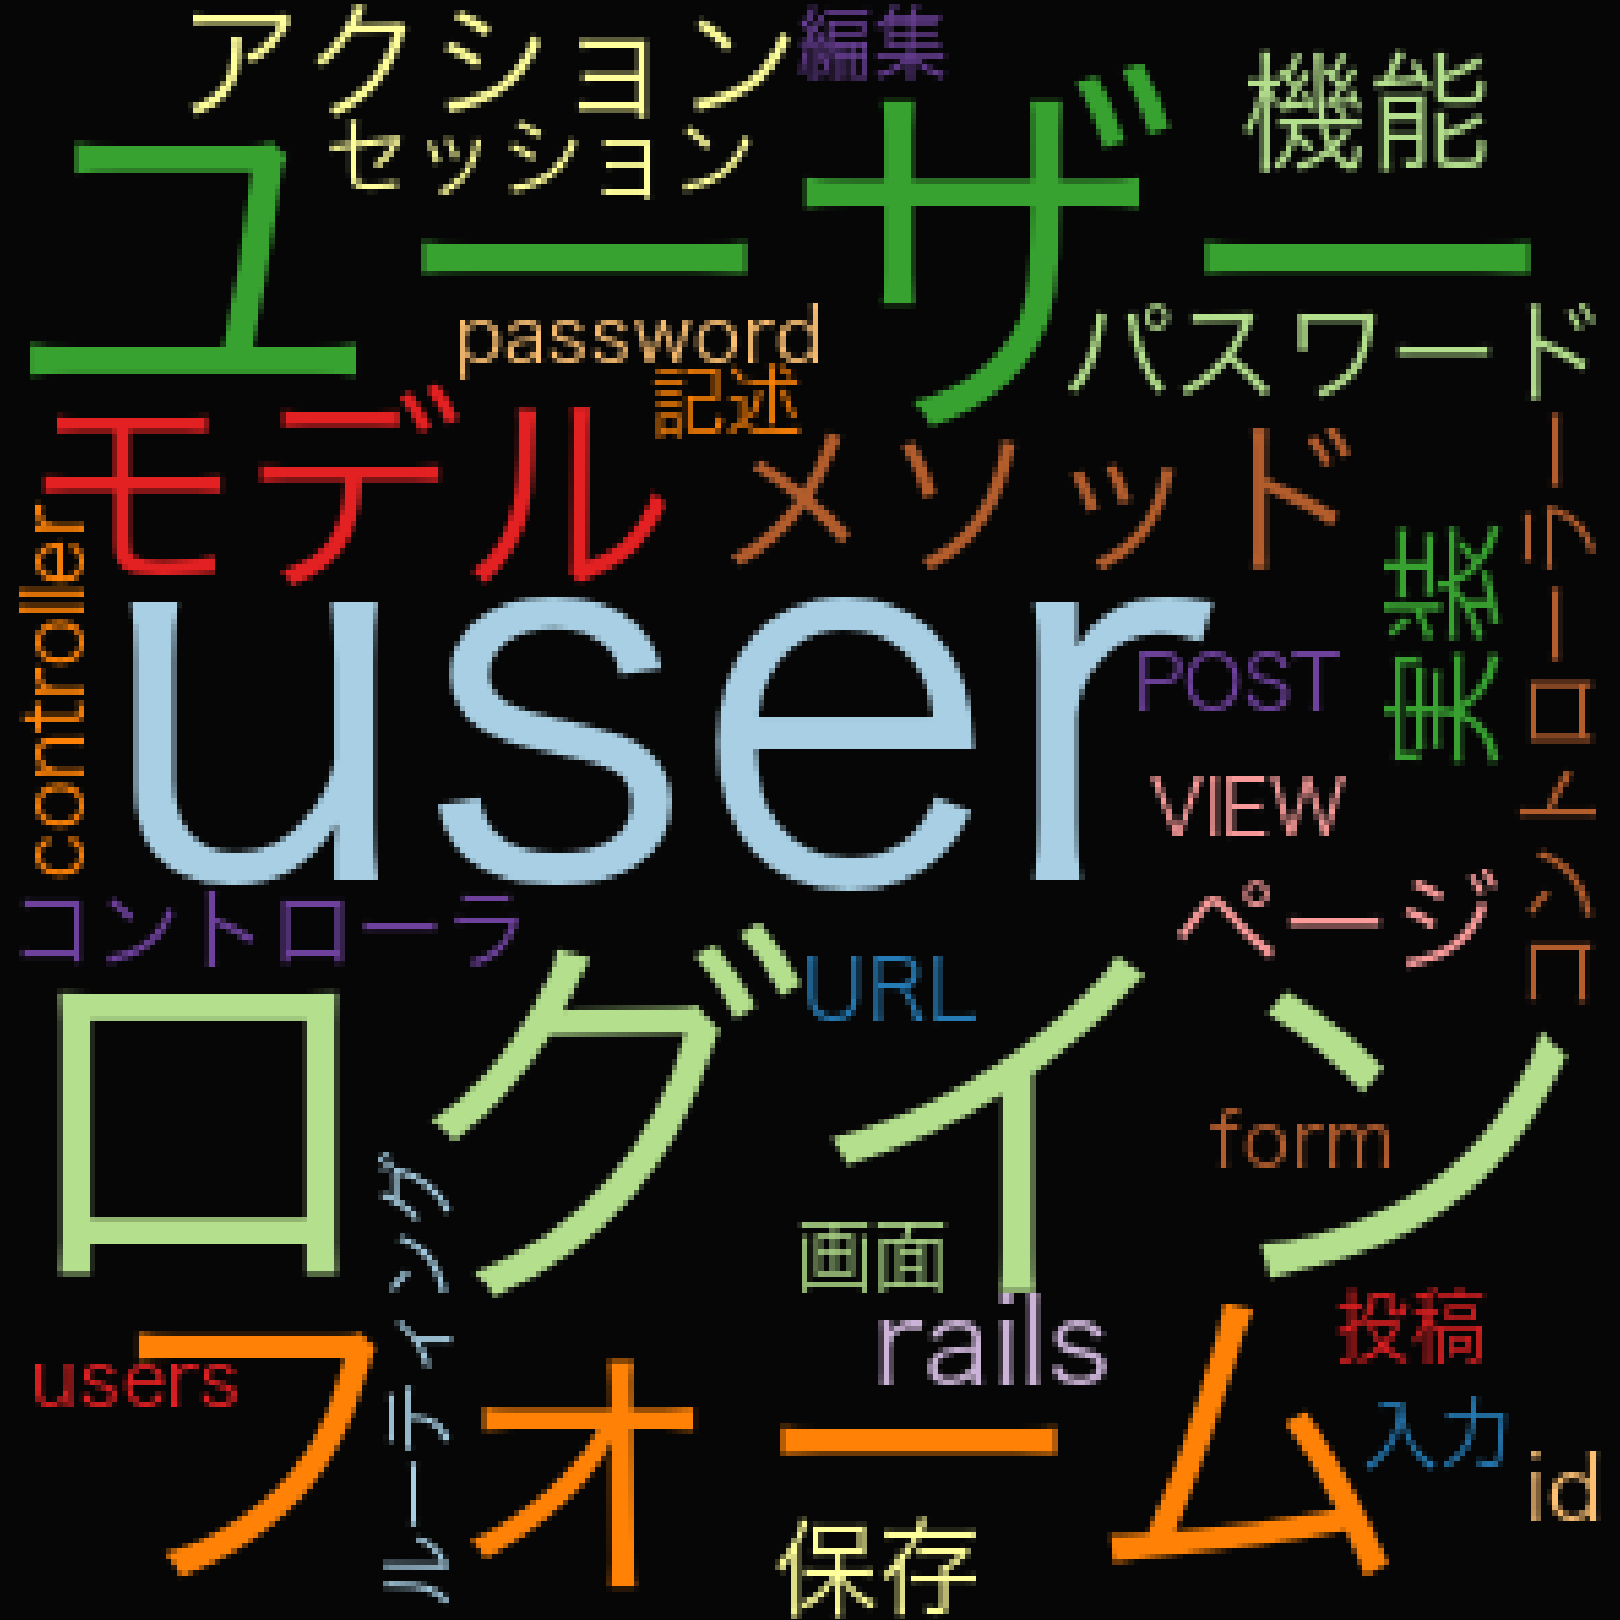 アクション
編集
機能
セッション
ユーザー
password
パスワード
記述
モデル
メソッド
コントローラー
controller
実装
user
POST
VIEW
コントローラ
ページ
URL
ログイン
form
ルーティング
画面
rails
投稿
users
フォーム
入力
id
保存